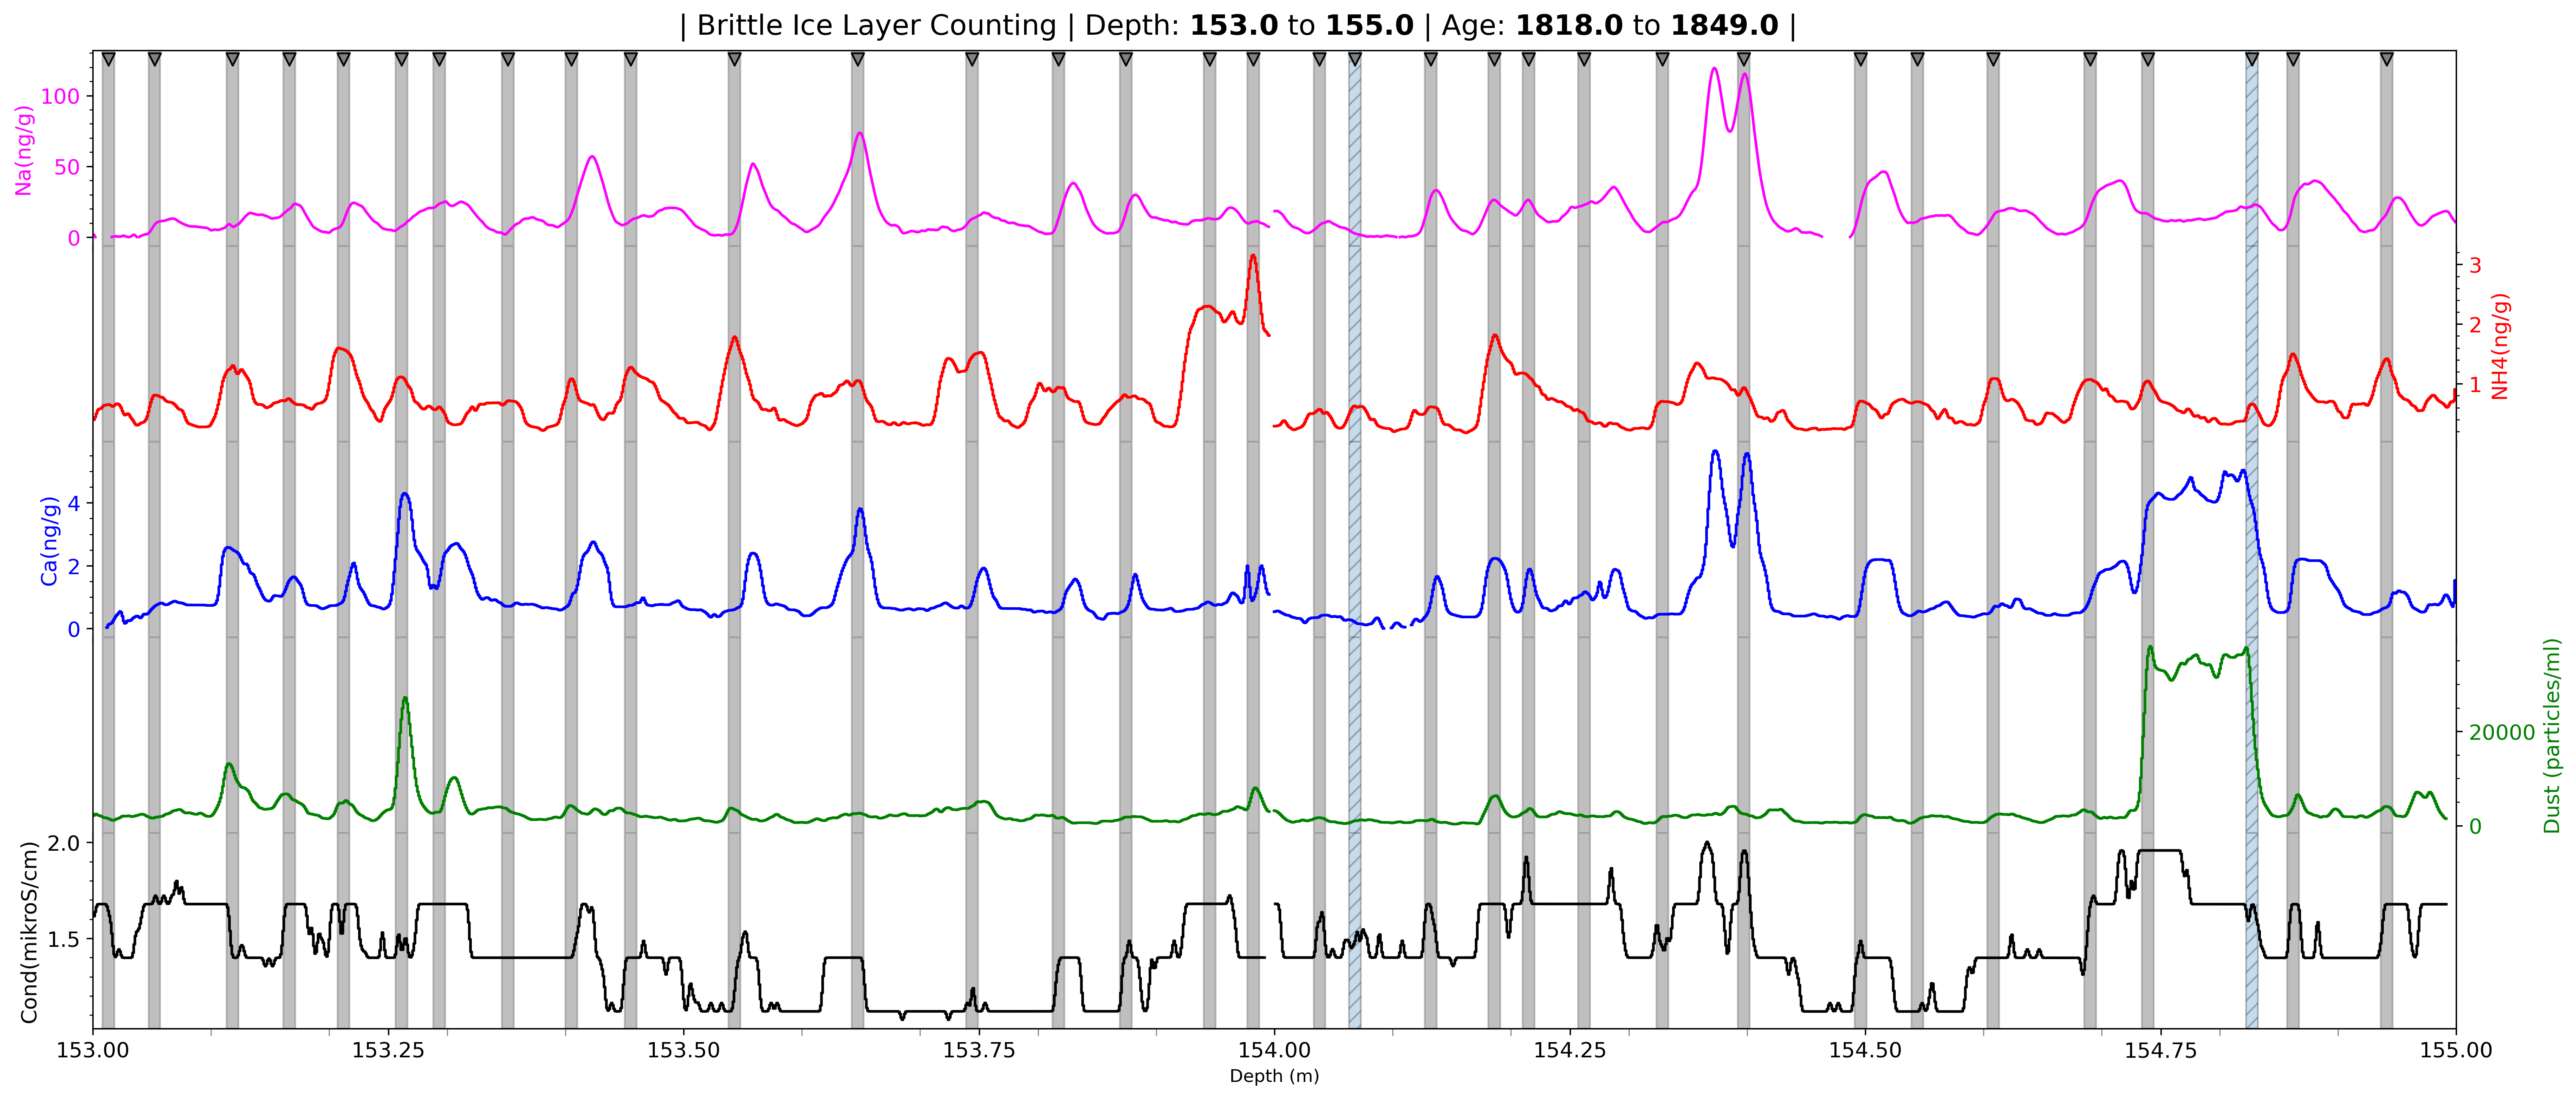 | Brittle Ice Layer Counting | Depth: 153.0 to 155.0 | Age: 1818.0 to 1849.0 |
Na(ng/g)
100
50
0
NH4(ng/g)
3
2
1
Ca(ng/g)
4
2
0
Dust (particles/ml)
20000
0
Cond(mikroS/cm)
2.0
1.5
153.00 153.25 153.50 153.75 154.00 154.25 154.50 154.75 155.00
Depth (m)